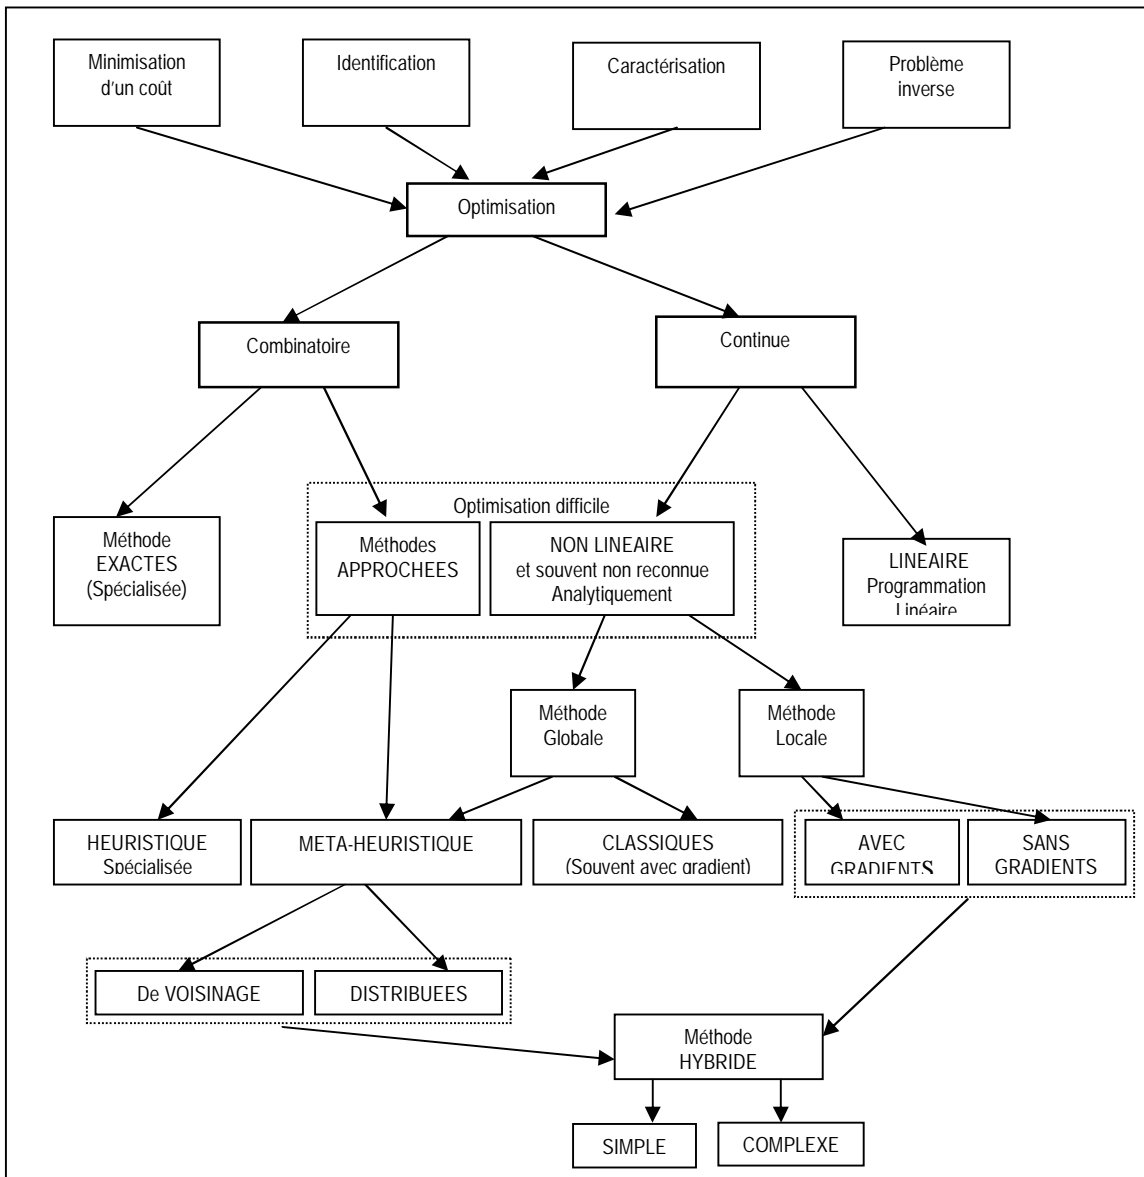 Minimisation
d'un coût
Identification
Caractérisation
Problème
inverse
Optimisation
Combinatoire
Continue
Optimisation difficile
Méthode
EXACTES
(Spécialisée)
Méthodes
APPROCHEES
NON LINEAIRE
et souvent non reconnue
Analytiquement
LINEAIRE
Programmation
Linéaire
Méthode
Globale
Méthode
Locale
HEURISTIQUE
Spécialisée
META-HEURISTIQUE
CLASSIQUES
(Souvent avec gradient)
AVEC
GRADIENTS
SANS
GRADIENTS
De VOISINAGE
DISTRIBUEES
Méthode
HYBRIDE
SIMPLE
COMPLEXE